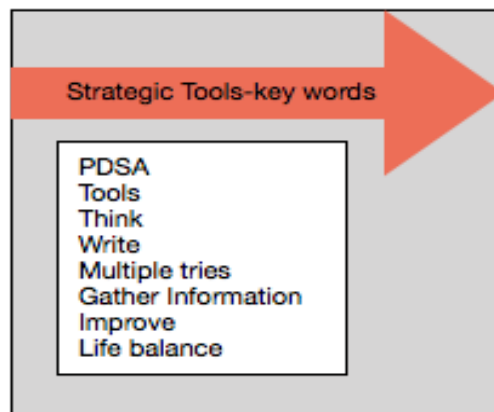 Strategic Tools-key words
PDSA
Tools
Think
Write
Multiple tries
Gather Information
Improve
Life balance